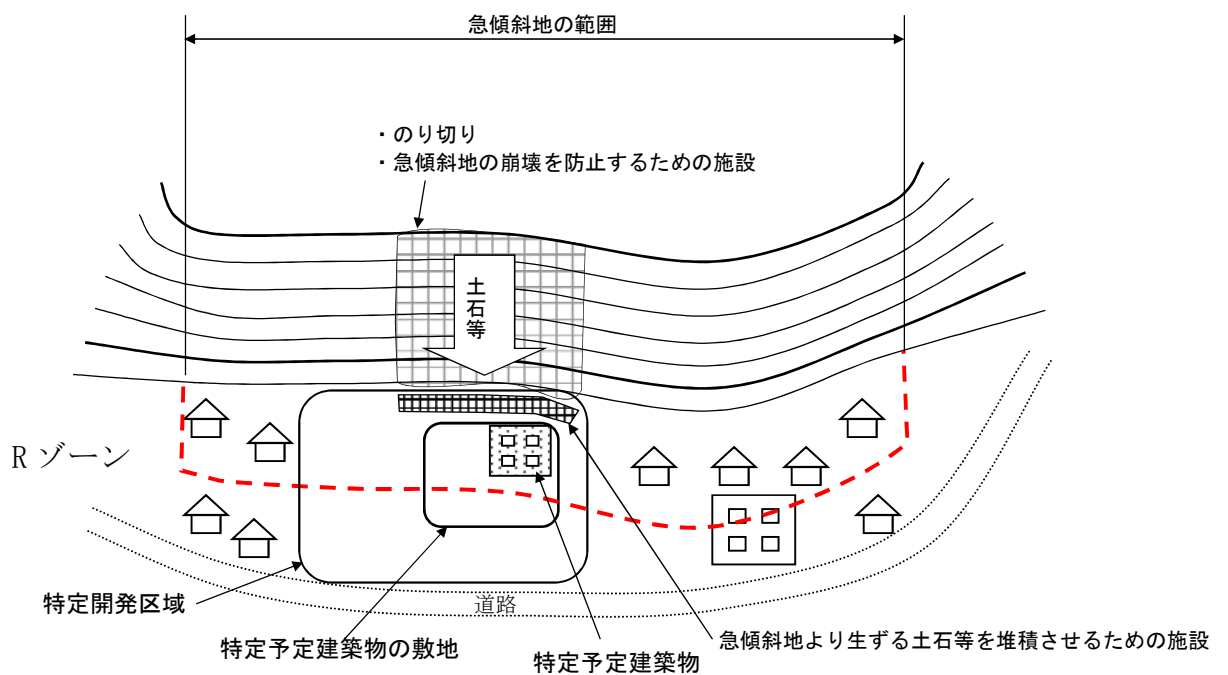 急傾斜地の範囲
・のり切り
・急傾斜地の崩壊を防止するための施設
土石等
Rゾーン
特定開発区域
道路
特定予定建築物の敷地
特定予定建築物
急傾斜地より生ずる土石等を堆積させるための施設